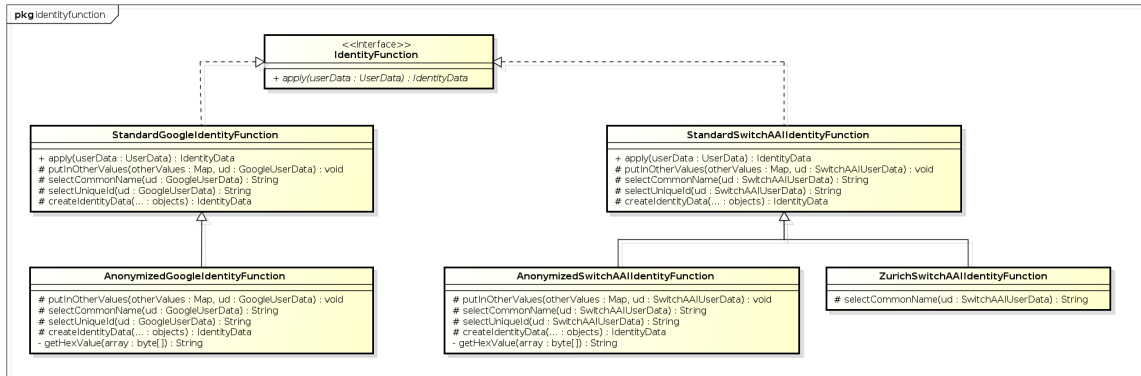 pkg identityfunction
<<interface>>
IdentityFunction
+ apply(userData : UserData) : IdentityData
StandardGoogleIdentityFunction
+ apply(userData : UserData) : IdentityData
# putInOtherValues(otherValues : Map, ud : GoogleUserData) : void
# selectCommonName(ud : GoogleUserData) : String
# selectUniqueId(ud : GoogleUserData) : String
# createIdentityData(... : objects) : IdentityData
StandardSwitchAAIIdentityFunction
+ apply(userData : UserData) : IdentityData
# putInOtherValues(otherValues : Map, ud : SwitchAAIUserData) : void
# selectCommonName(ud : SwitchAAIUserData) : String
# selectUniqueId(ud : SwitchAAIUserData) : String
# createIdentityData(... : objects) : IdentityData
AnonymizedGoogleIdentityFunction
# putInOtherValues(otherValues : Map, ud : GoogleUserData) : void
# selectCommonName(ud : GoogleUserData) : String
# selectUniqueId(ud : GoogleUserData) : String
# createIdentityData(... : objects) : IdentityData
- getHexValue(array : byte[]) : String
AnonymizedSwitchAAIIdentityFunction
# putInOtherValues(otherValues : Map, ud : SwitchAAIUserData) : void
# selectCommonName(ud : SwitchAAIUserData) : String
# selectUniqueId(ud : SwitchAAIUserData) : String
# createIdentityData(... : objects) : IdentityData
- getHexValue(array : byte[]) : String
ZurichSwitchAAIIdentityFunction
# selectCommonName(ud : SwitchAAIUserData) : String